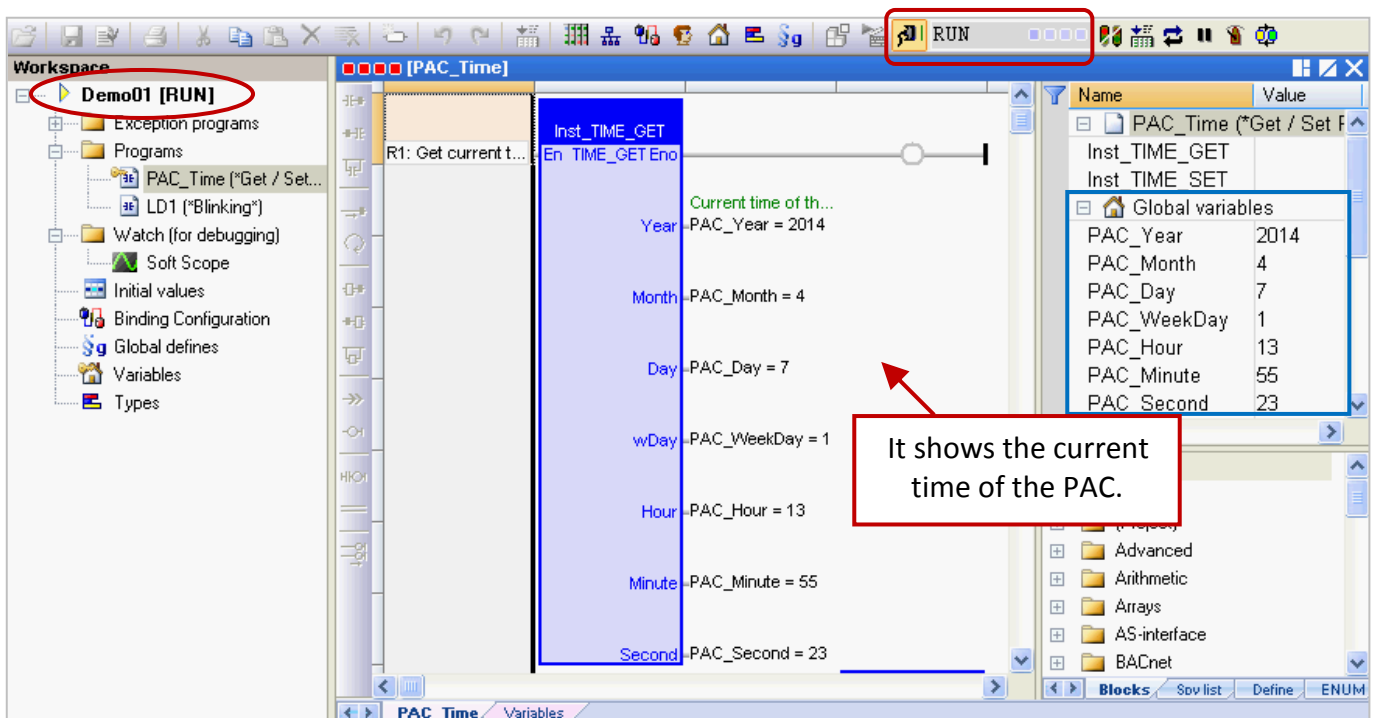 RUN
Workspace
Demo01 [RUN]
Exception programs
Programs
PAC_Time (*Get / Set...
LD1 (*Blinking*)
Watch (for debugging)
Soft Scope
Initial values
Binding Configuration
Global defines
Variables
Types
[PAC_Time]
R1: Get current t...
Inst_TIME_GET
En TIME_GET Eno
Current time of th...
Year PAC_Year = 2014
Month PAC_Month = 4
Day PAC_Day = 7
wDay PAC_WeekDay = 1
Hour PAC_Hour = 13
Minute PAC_Minute = 55
Second PAC_Second = 23
PAC_Time Variables
Name Value
PAC_Time (*Get / Set
Inst_TIME_GET
Inst_TIME_SET
Global variables
PAC_Year 2014
PAC_Month 4
PAC_Day 7
PAC_WeekDay 1
PAC_Hour 13
PAC_Minute 55
PAC_Second 23
It shows the current
time of the PAC.
Advanced
Arithmetic
Arrays
AS-interface
BACnet
Blocks Spy list Define ENUM